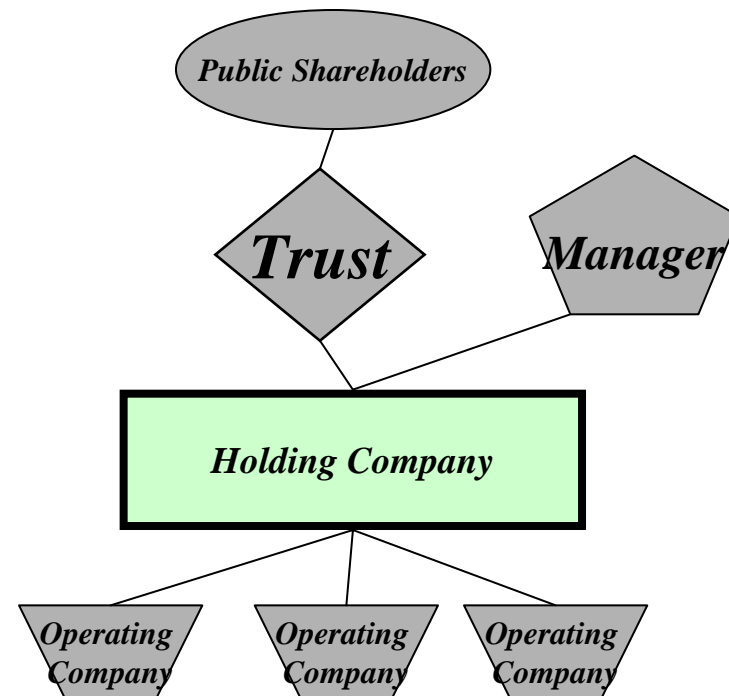 Public Shareholders
Trust
Manager
Holding Company
Operating
Company
Operating
Company
Operating
Company